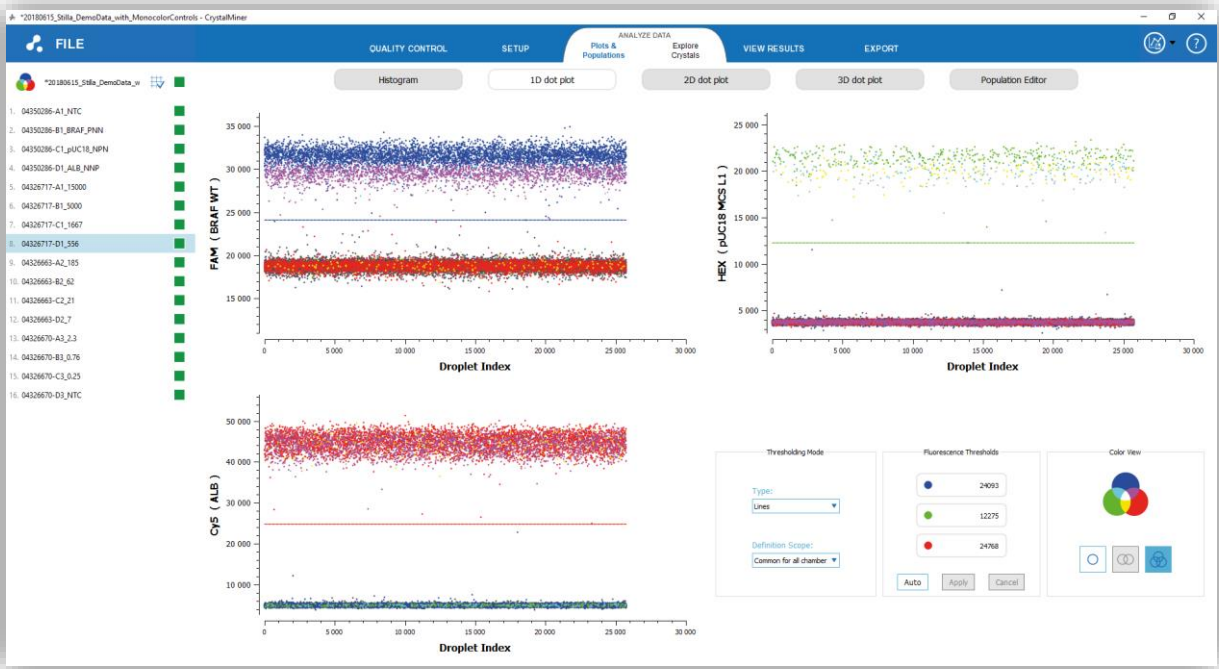 *20180615_Stilla_DemoData_with_MonocolorControls - CrystalMiner
FILE
QUALITY CONTROL
SETUP
ANALYZE DATA
Plots & Populations
Explore Crystals
VIEW RESULTS
EXPORT
?
*20180615_Stilla_DemoData_w
Histogram
1D dot plot
2D dot plot
3D dot plot
Population Editor
1. 04350286-A1_NTC
2. 04350286-B1_BRAF_PNN
3. 04350286-C1_pUC18_NPN
4. 04350286-D1_ALB_NNP
5. 04326717-A1_15000
6. 04326717-B1_5000
7. 04326717-C1_1667
8. 04326717-D1_556
9. 04326663-A2_185
10. 04326663-B2_62
11. 04326663-C2_21
12. 04326663-D2_7
13. 04326670-A3_2.3
14. 04326670-B3_0.76
15. 04326670-C3_0.25
16. 04326670-D3_NTC
FAM ( BRAF WT )
35 000
30 000
25 000
20 000
15 000
0 5 000 10 000 15 000 20 000 25 000 30 000
Droplet Index
HEX ( pUC18 MCS L1 )
25 000
20 000
15 000
10 000
5 000
0 5 000 10 000 15 000 20 000 25 000 30 000
Droplet Index
Cy5 ( ALB )
50 000
40 000
30 000
20 000
10 000
0 5 000 10 000 15 000 20 000 25 000 30 000
Droplet Index
Thresholding Mode
Type:
Lines
Definition Scope:
Common for all chamber
Fluorescence Thresholds
24093
12275
24768
Auto
Apply
Cancel
Color View